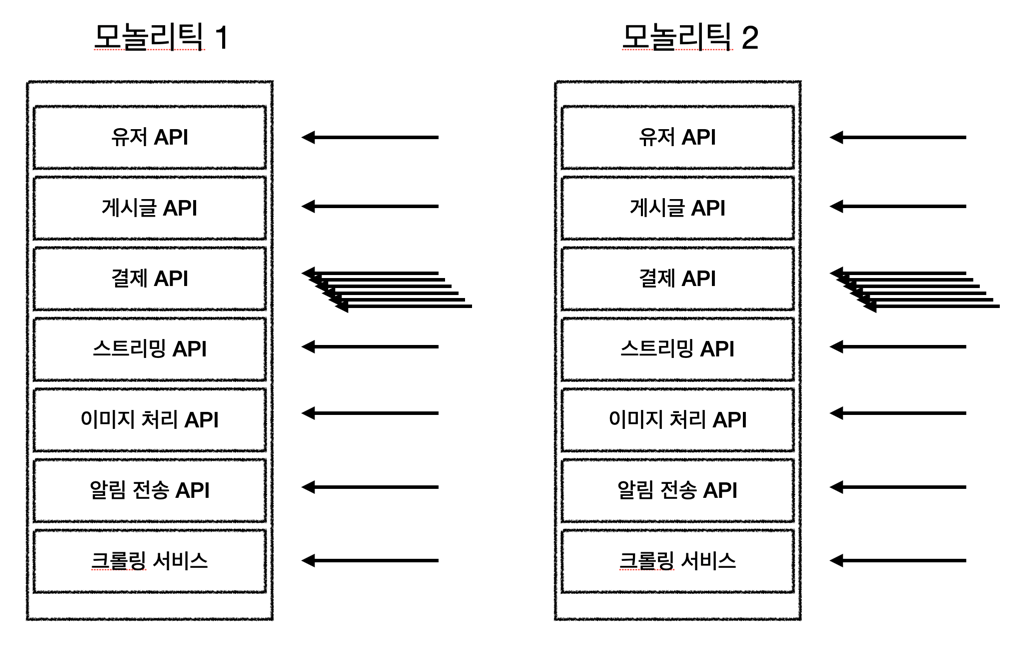 모놀리틱 1
유저 API
게시글 API
결제 API
스트리밍 API
이미지 처리 API
알림 전송 API
크롤링 서비스
모놀리틱 2
유저 API
게시글 API
결제 API
스트리밍 API
이미지 처리 API
알림 전송 API
크롤링 서비스